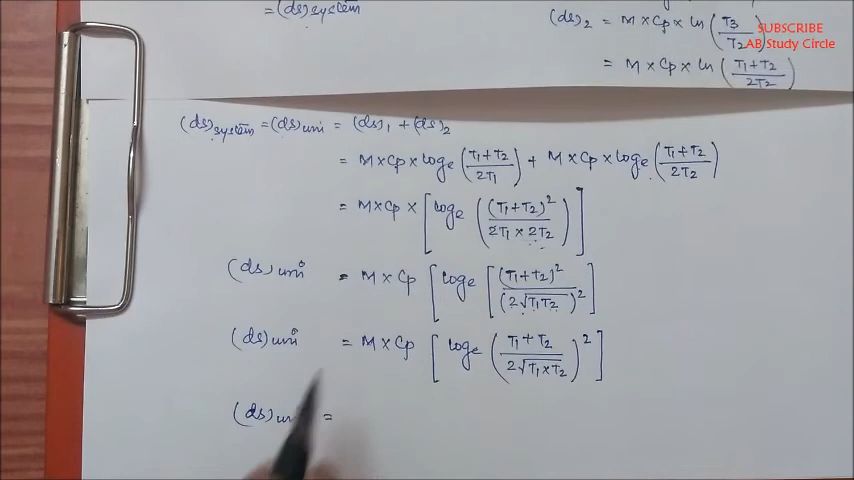 = (ds)system
(ds)2 = M × Cp × ln (T3/T2)
= M × Cp × ln (T1+T2/2T2)
SUBSCRIBE
AB Study Circle
(ds)system = (ds)uni = (ds)1 + (ds)2
= M × Cp × loge (T1+T2/2T1) + M × Cp × loge (T1+T2/2T2)
= M × Cp × [loge ((T1+T2)²/2T1 × 2T2)]
(ds)uni = M × Cp [loge [(T1+T2)²/(2√T1T2)²]]
(ds)uni = M × Cp [loge (T1+T2/2√T1×T2)²]
(ds)un =